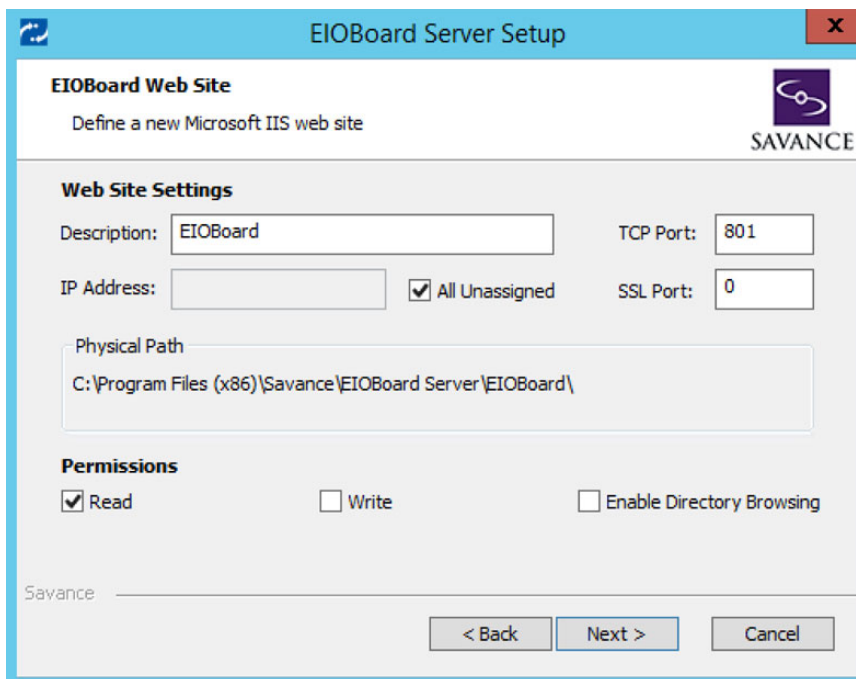 EIOBoard Server Setup
x
EIOBoard Web Site
Define a new Microsoft IIS web site
SAVANCE
Web Site Settings
Description: EIOBoard TCP Port: 801
IP Address: All Unassigned SSL Port: 0
Physical Path
C:\Program Files (x86)\Savance\EIOBoard Server\EIOBoard\
Permissions
Read Write Enable Directory Browsing
Savance
< Back Next > Cancel